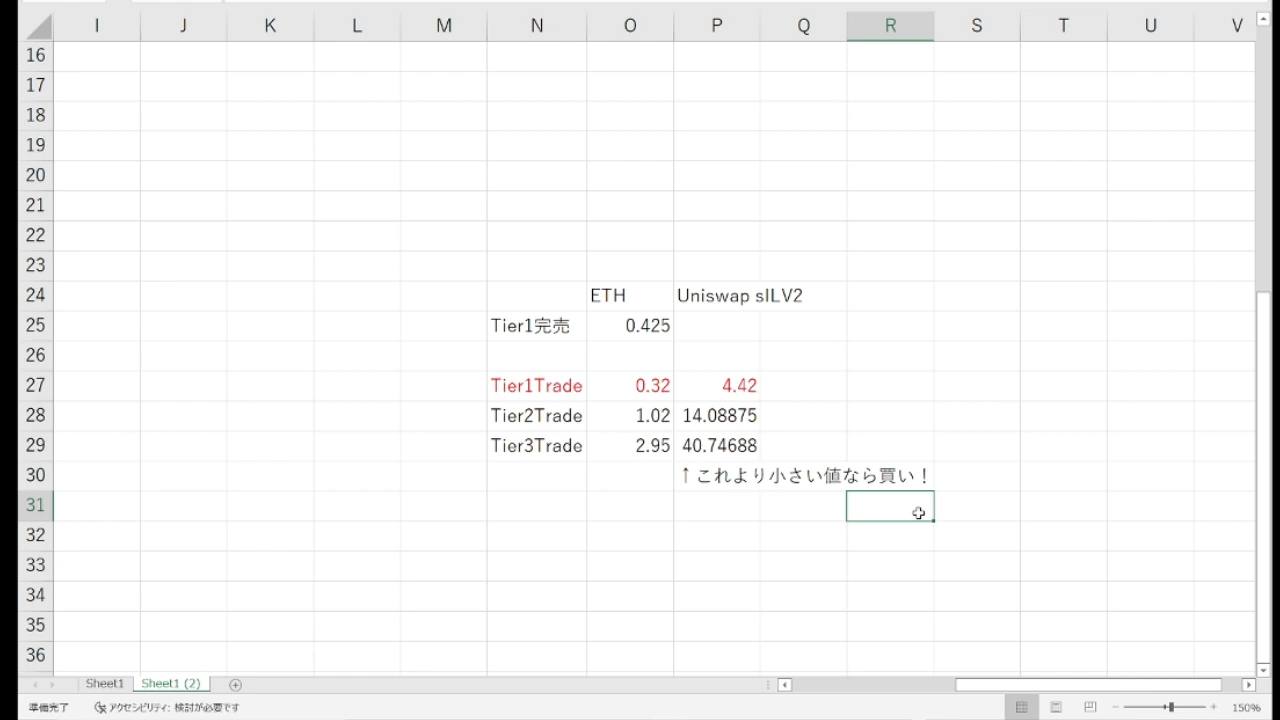 I J K L M N O P Q R S T U V
16
17
18
19
20
21
22
23
24 ETH Uniswap sILV2
25 Tier1完売 0.425
26
27 Tier1Trade 0.32 4.42
28 Tier2Trade 1.02 14.08875
29 Tier3Trade 2.95 40.74688
30 ↑これより小さい値なら買い！
31
32
33
34
35
36
Sheet1 Sheet1 (2)
準備完了 アクセシビリティ: 検討が必要です 150%